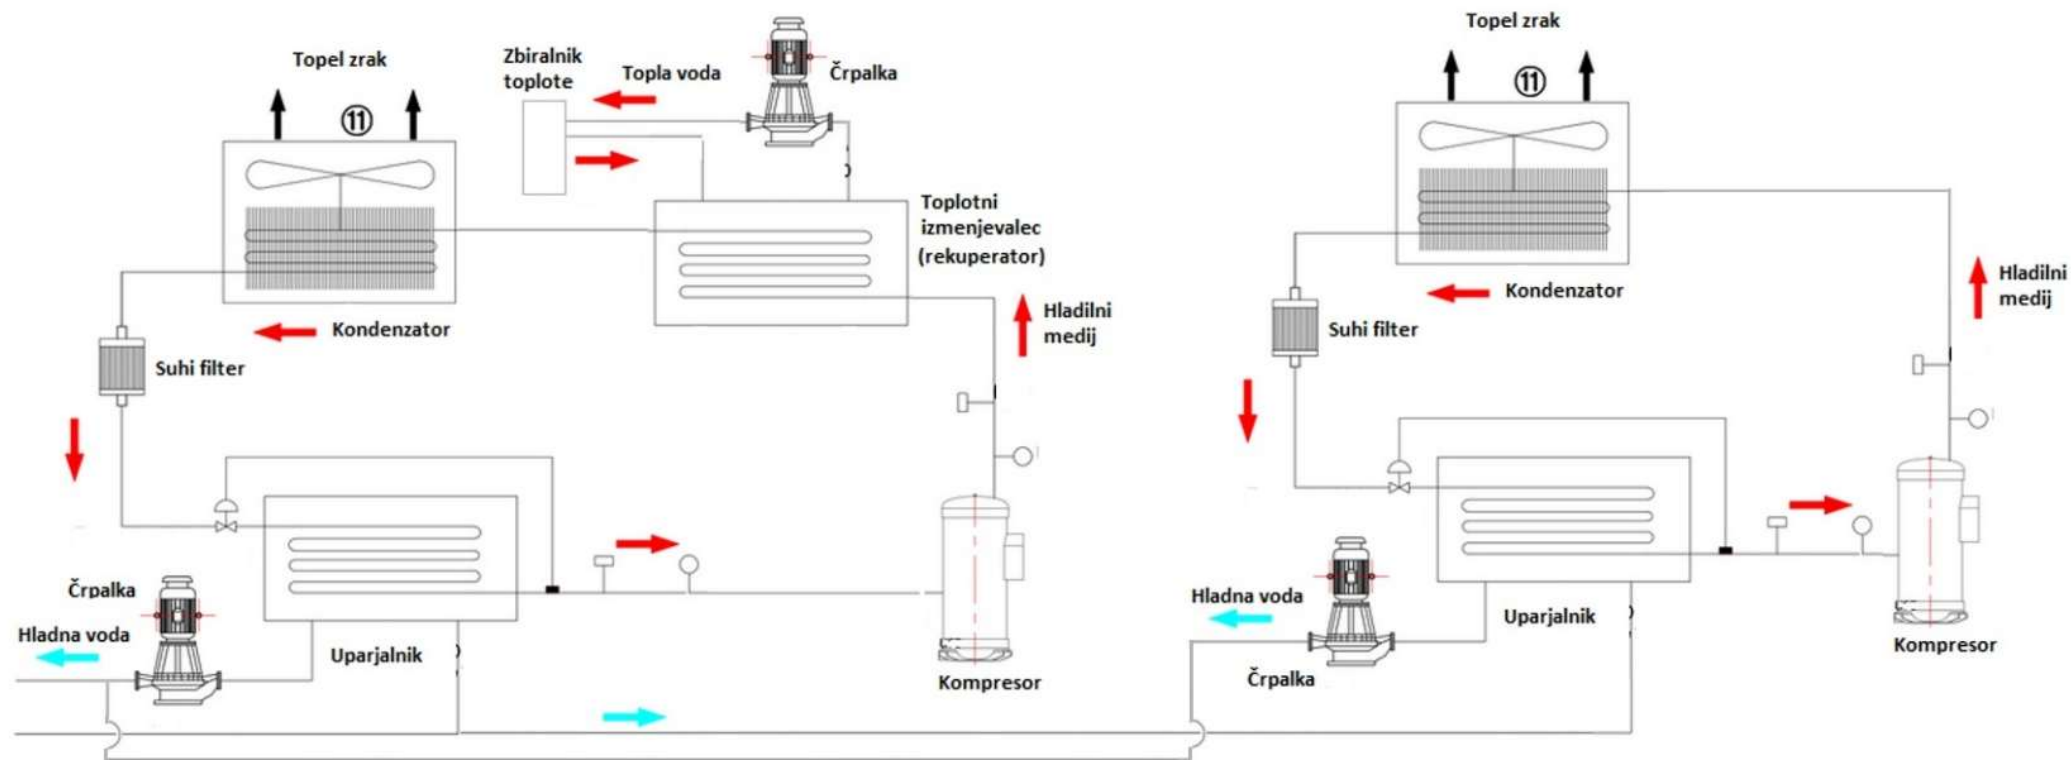 Topel zrak
⑪
Zbiralnik
toplote
Topla voda
Črpalka
Toplotni
izmenjevalec
(rekuperator)
Kondenzator
Hladilni
medij
Suhi filter
Črpalka
Hladna voda
Uparjalnik
Kompresor
Topel zrak
⑪
Kondenzator
Hladilni
medij
Suhi filter
Hladna voda
Črpalka
Uparjalnik
Kompresor